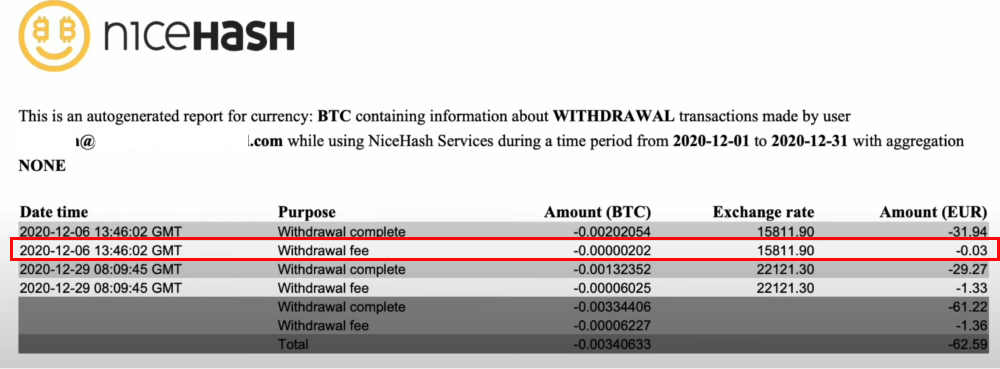 nıceHasH
This is an autogenerated report for currency: BTC containing information about WITHDRAWAL transactions made by user
@ .com while using NiceHash Services during a time period from 2020-12-01 to 2020-12-31 with aggregation
NONE
Date time Purpose Amount (BTC) Exchange rate Amount (EUR)
2020-12-06 13:46:02 GMT Withdrawal complete -0.00202054 15811.90 -31.94
2020-12-06 13:46:02 GMT Withdrawal fee -0.00000202 15811.90 -0.03
2020-12-29 08:09:45 GMT Withdrawal complete -0.00132352 22121.30 -29.27
2020-12-29 08:09:45 GMT Withdrawal fee -0.00006025 22121.30 -1.33
Withdrawal complete -0.00334406 -61.22
Withdrawal fee -0.00006227 -1.36
Total -0.00340633 -62.59